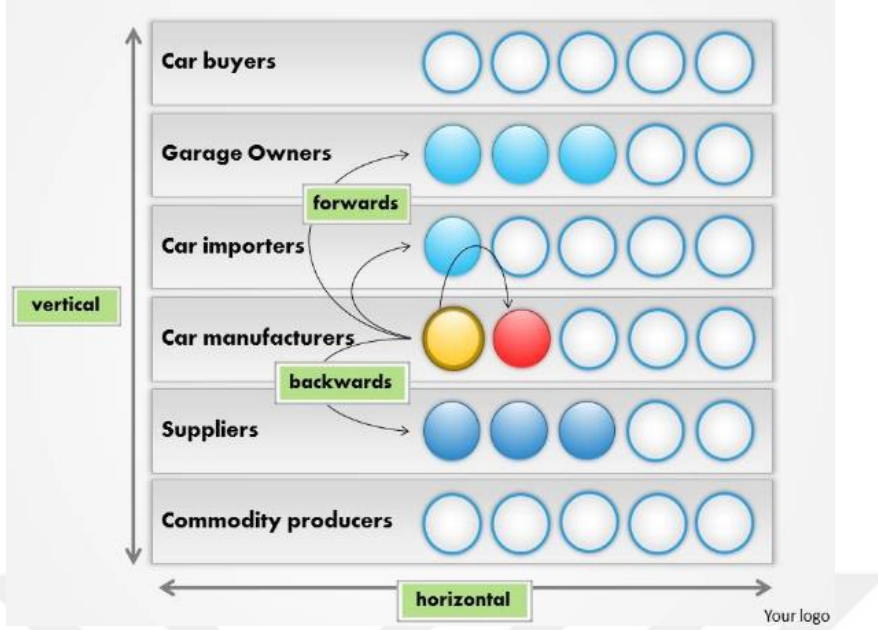 Car buyers
Garage Owners
forwards
Car importers
vertical
Car manufacturers
backwards
Suppliers
Commodity producers
horizontal
Your logo